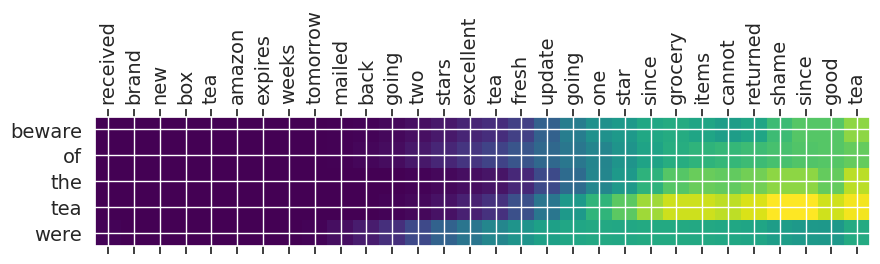 received brand new box tea amazon expires weeks tomorrow mailed back going two stars excellent tea fresh update going one star since grocery items cannot returned shame since good tea
beware
of
the
tea
were